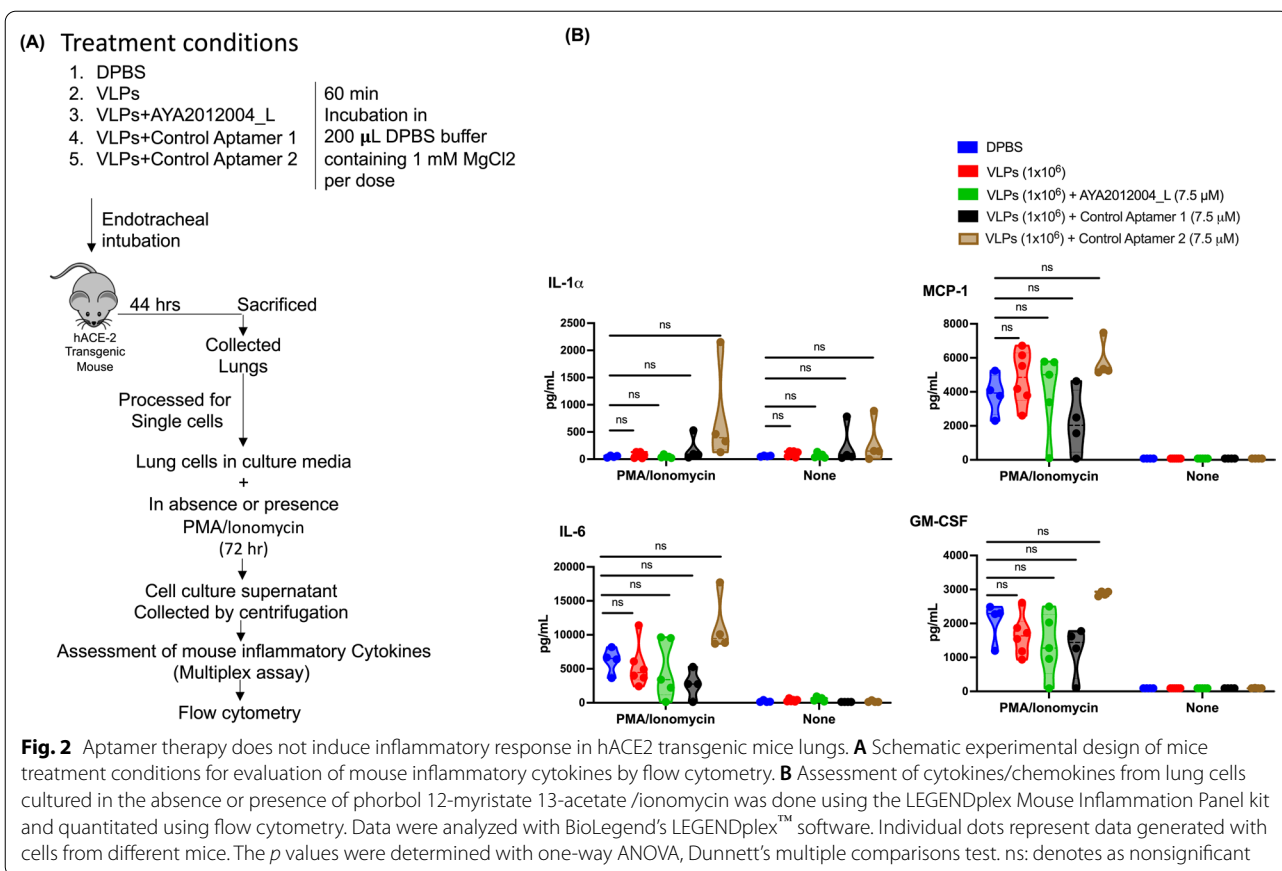 (A) Treatment conditions
1. DPBS
2. VLPs
3. VLPs+AYA2012004_L
4. VLPs+Control Aptamer 1
5. VLPs+Control Aptamer 2
60 min
Incubation in
200 µL DPBS buffer
containing 1 mM MgCl2
per dose
Endotracheal
intubation
hACE-2
Transgenic
Mouse
44 hrs
Sacrificed
Collected
Lungs
Processed for
Single cells
Lung cells in culture media
+
In absence or presence
PMA/Ionomycin
(72 hr)
Cell culture supernatant
Collected by centrifugation
Assessment of mouse inflammatory Cytokines
(Multiplex assay)
Flow cytometry
(B)
DPBS
VLPs (1x10⁶)
VLPs (1x10⁶) + AYA2012004_L (7.5 µM)
VLPs (1x10⁶) + Control Aptamer 1 (7.5 µM)
VLPs (1x10⁶) + Control Aptamer 2 (7.5 µM)
IL-1α
pg/mL
2500
2000
1500
1000
500
0
ns
ns
ns
ns
ns
ns
ns
ns
PMA/Ionomycin
None
MCP-1
pg/mL
8000
6000
4000
2000
0
ns
ns
ns
ns
PMA/Ionomycin
None
IL-6
pg/mL
20000
15000
10000
5000
0
ns
ns
ns
ns
PMA/Ionomycin
None
GM-CSF
pg/mL
4000
3000
2000
1000
0
ns
ns
ns
ns
PMA/Ionomycin
None
Fig. 2 Aptamer therapy does not induce inflammatory response in hACE2 transgenic mice lungs. A Schematic experimental design of mice
treatment conditions for evaluation of mouse inflammatory cytokines by flow cytometry. B Assessment of cytokines/chemokines from lung cells
cultured in the absence or presence of phorbol 12-myristate 13-acetate /ionomycin was done using the LEGENDplex Mouse Inflammation Panel kit
and quantitated using flow cytometry. Data were analyzed with BioLegend's LEGENDplex™ software. Individual dots represent data generated with
cells from different mice. The p values were determined with one-way ANOVA, Dunnett's multiple comparisons test. ns: denotes as nonsignificant